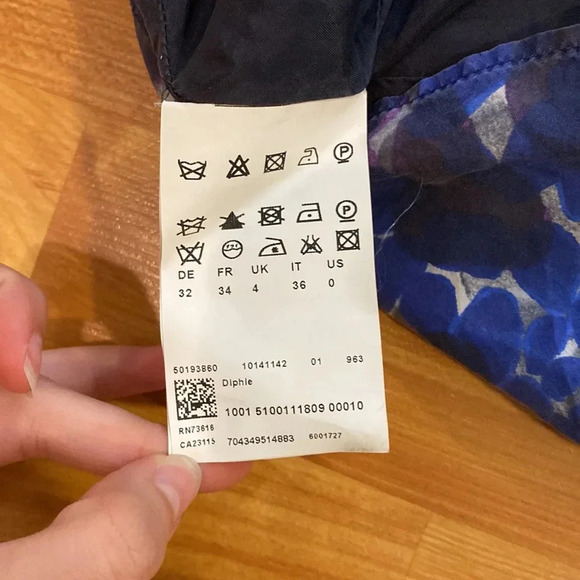 P
P
DE FR UK IT US
32 34 4 36 0
50193860 10141142 01 963
Diphle
1001 5100111809 00010
RN73616
CA23115 704349514883 6001727